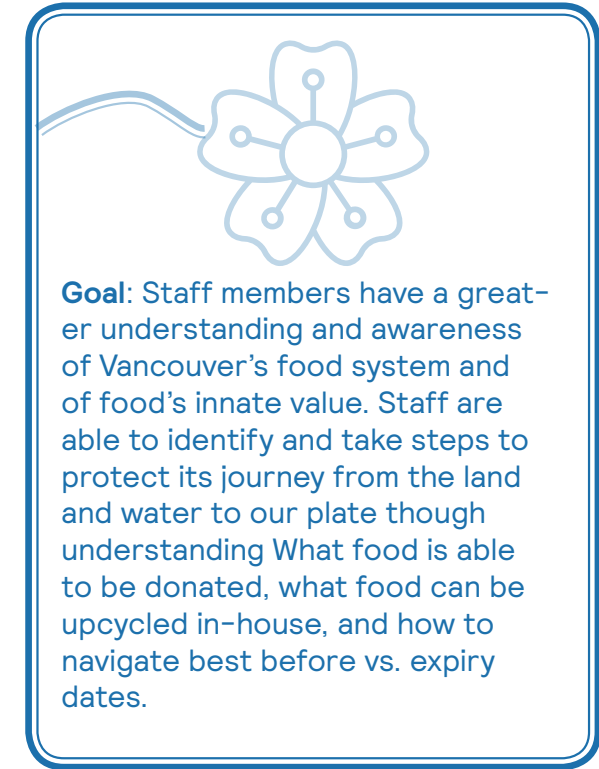 Goal: Staff members have a great-
er understanding and awareness
of Vancouver's food system and
of food's innate value. Staff are
able to identify and take steps to
protect its journey from the land
and water to our plate though
understanding What food is able
to be donated, what food can be
upcycled in-house, and how to
navigate best before vs. expiry
dates.